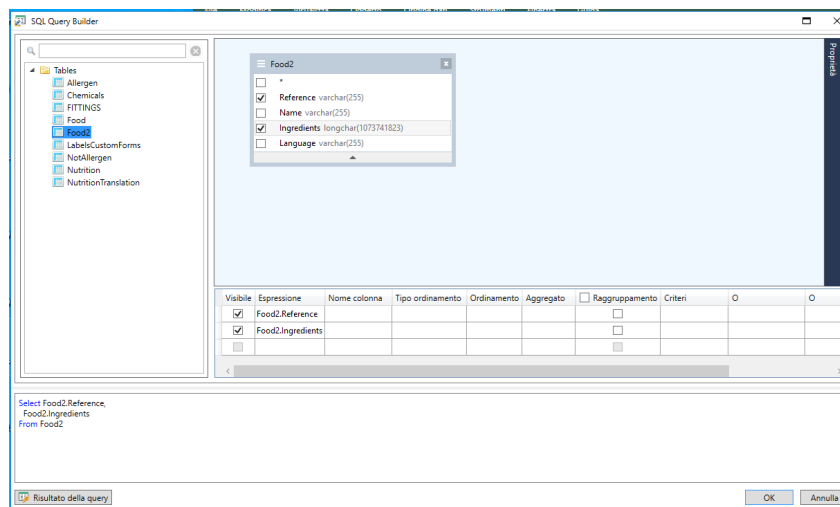 SQL Query Builder
Tables
Allergen
Chemicals
FITTINGS
Food
Food2
LabelsCustomForms
NotAllergen
Nutrition
NutritionTranslation
Food2
*
Reference varchar(255)
Name varchar(255)
Ingredients longchar(1073741823)
Language varchar(255)
Proprietà
Visibile Espressione Nome colonna Tipo ordinamento Ordinamento Aggregato Raggruppamento Criteri O O
Food2.Reference
Food2.Ingredients
Select Food2.Reference,
Food2.Ingredients
From Food2
Risultato della query
OK Annulla